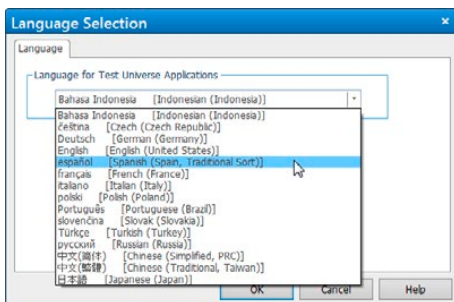 Language Selection
Language
Language for Test Universe Applications
Bahasa Indonesia [Indonesian (Indonesia)]
Bahasa Indonesia [Indonesian (Indonesia)]
čeština [Czech (Czech Republic)]
Deutsch [German (Germany)]
English [English (United States)]
español [Spanish (Spain, Traditional Sort)]
français [French (France)]
italiano [Italian (Italy)]
polski [Polish (Poland)]
Português [Portuguese (Brazil)]
slovenčina [Slovak (Slovakia)]
Türkçe [Turkish (Turkey)]
русский [Russian (Russia)]
中文(简体) [Chinese (Simplified, PRC)]
中文(繁體) [Chinese (Traditional, Taiwan)]
日本語 [Japanese (Japan)]
OK Cancel Help